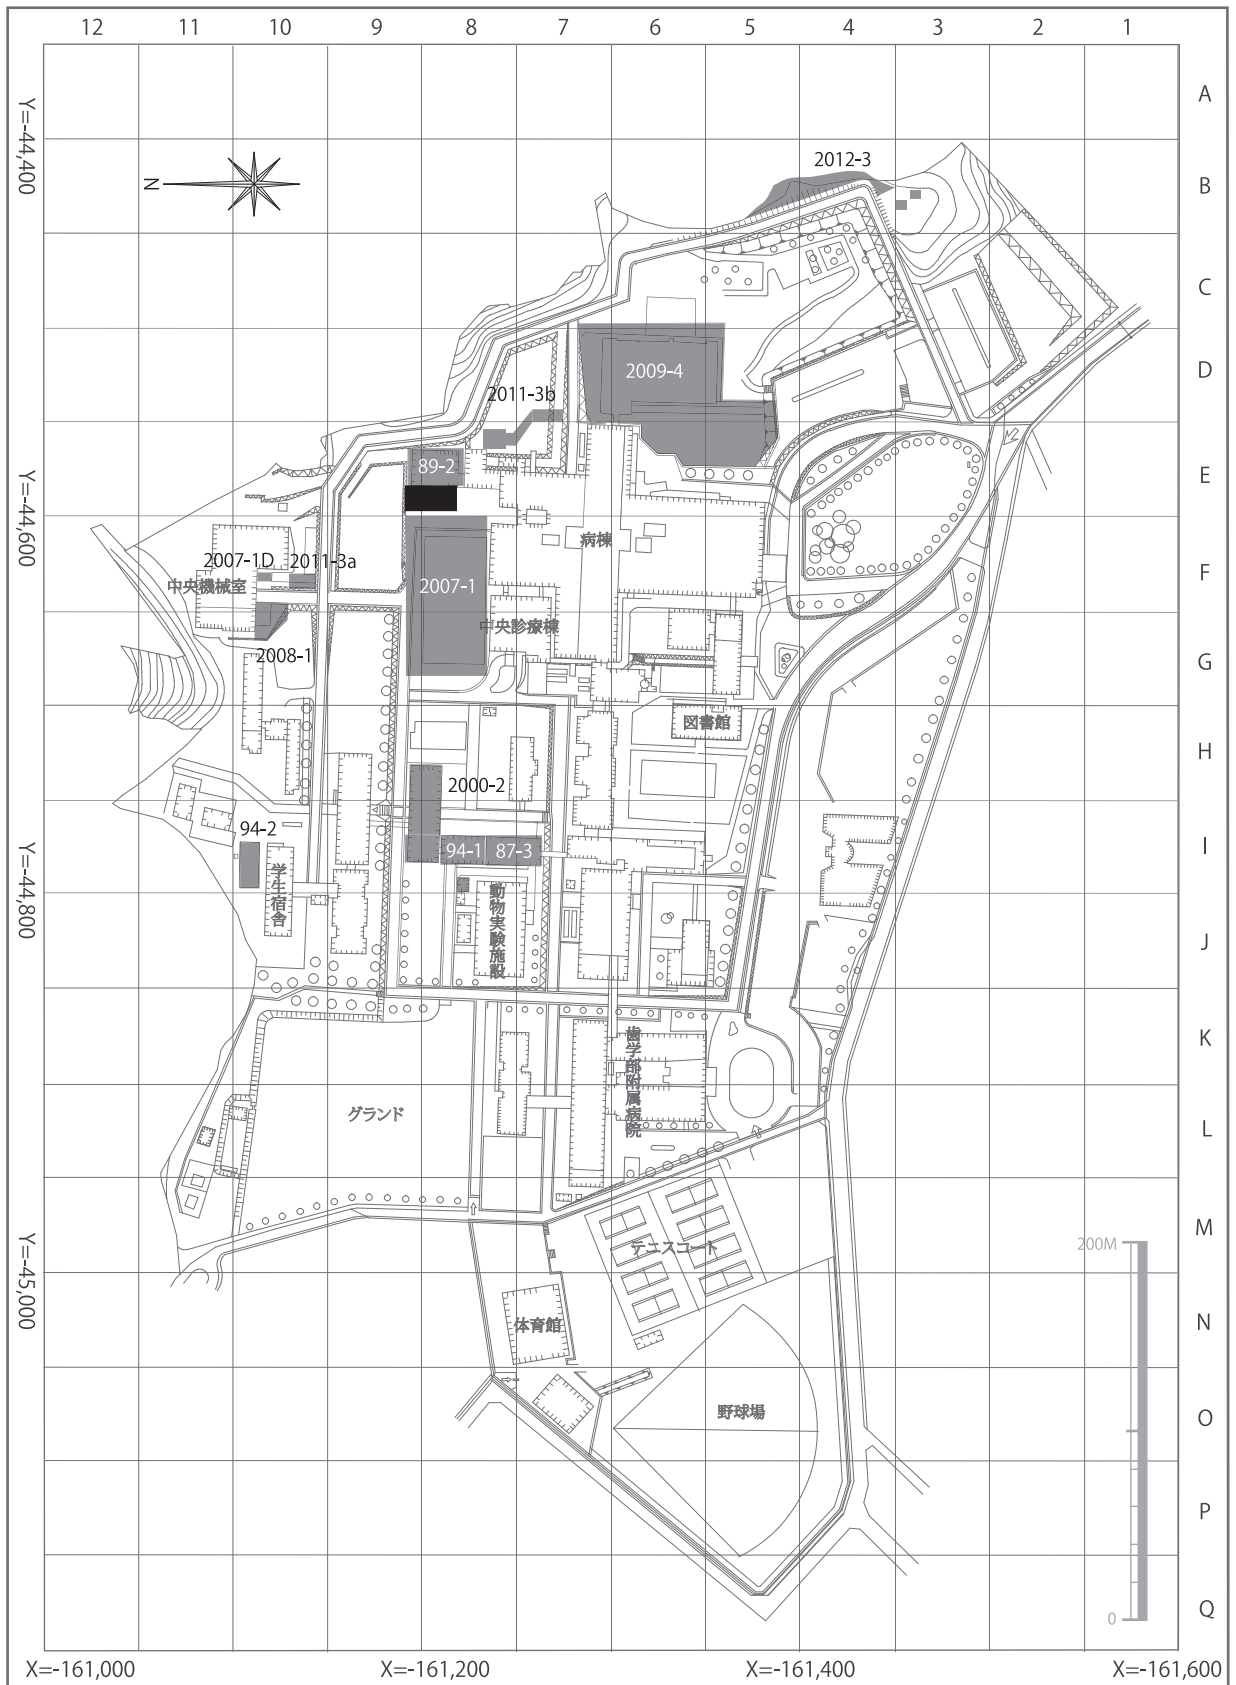 12 11 10 9 8 7 6 5 4 3 2 1
A
Y=-44,400
2012-3
B
N
C
2009-4
D
2011-3b
89-2
E
Y=-44,600
病棟
2007-1D
2011-3a
中央機械室
2007-1
F
中央診療棟
2008-1
G
図書館
H
2000-2
94-2
94-1
87-3
I
Y=-44,800
学生宿舎
動物実験施設
J
歯学部附属病院
K
グランド
L
M
テニスコート
200M
Y=-45,000
体育館
N
野球場
O
P
Q
0
X=-161,000 X=-161,200 X=-161,400 X=-161,600